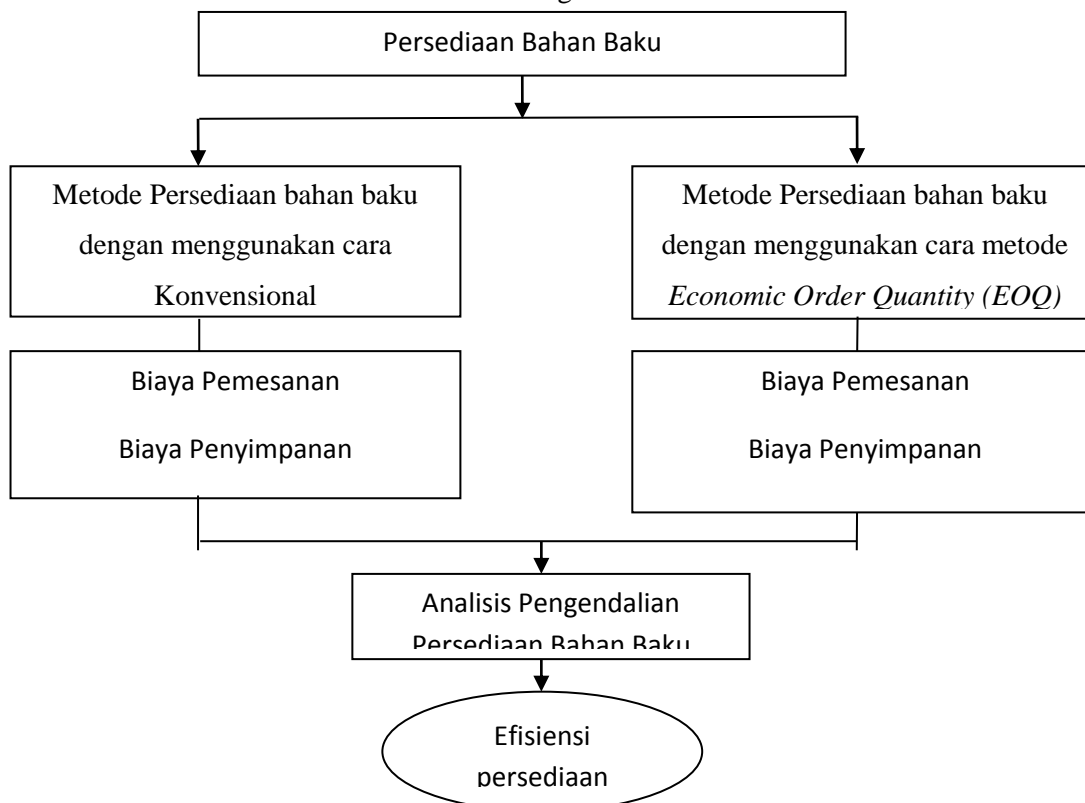 Persediaan Bahan Baku
Metode Persediaan bahan baku
dengan menggunakan cara
Konvensional
Metode Persediaan bahan baku
dengan menggunakan cara metode
Economic Order Quantity (EOQ)
Biaya Pemesanan
Biaya Penyimpanan
Biaya Pemesanan
Biaya Penyimpanan
Analisis Pengendalian
Persediaan Bahan Baku
Efisiensi
persediaan